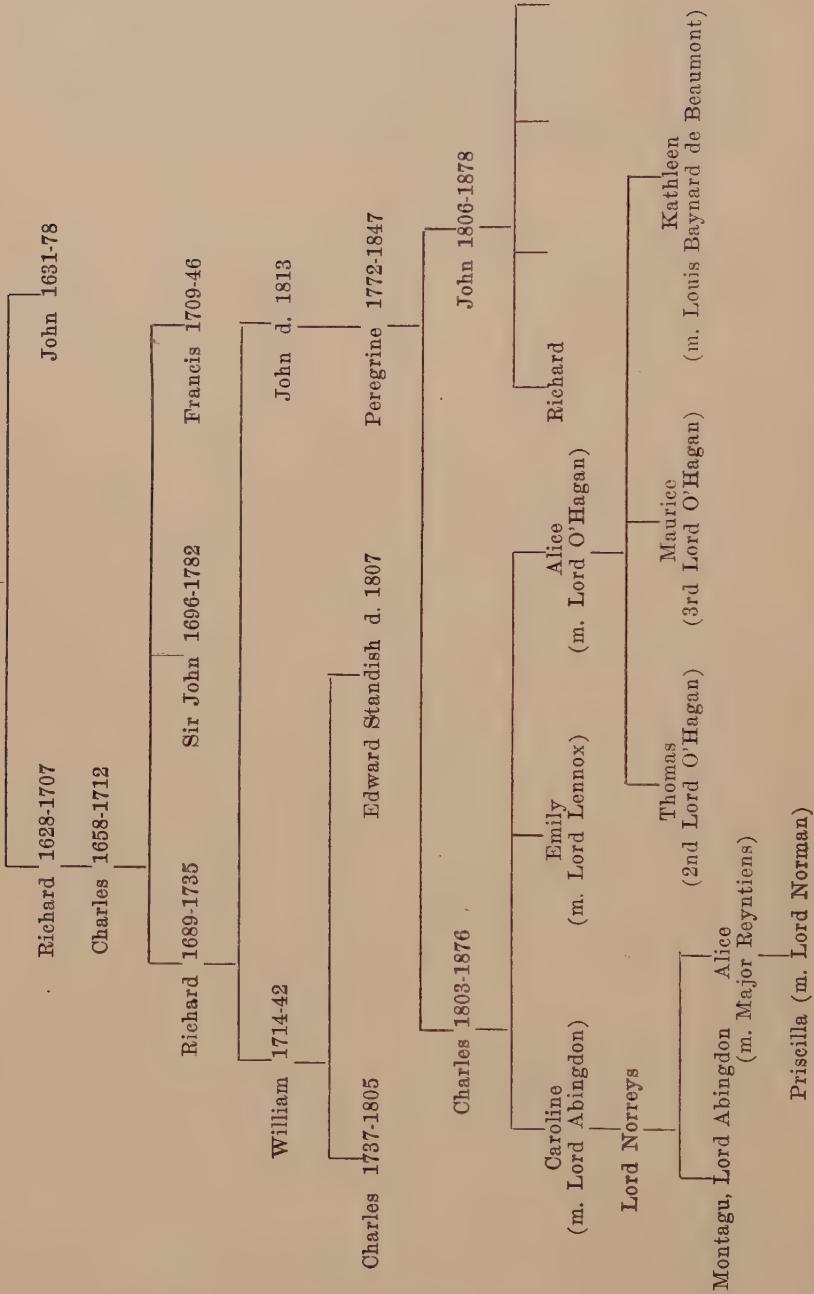 Richard 1628-1707
John 1631-78
Charles 1658-1712
Richard 1689-1735
Sir John 1696-1782
Francis 1709-46
William 1714-42
John d. 1813
Charles 1737-1805
Edward Standish d. 1807
Peregrine 1772-1847
Charles 1803-1876
John 1806-1878
Caroline
(m. Lord Abingdon)
Emily
(m. Lord Lennox)
Alice
(m. Lord O'Hagan)
Richard
Lord Norreys
Thomas
(2nd Lord O'Hagan)
Maurice
(3rd Lord O'Hagan)
Kathleen
(m. Louis Baynard de Beaumont)
Montagu, Lord Abingdon
Alice
(m. Major Reyntiens)
Priscilla (m. Lord Norman)